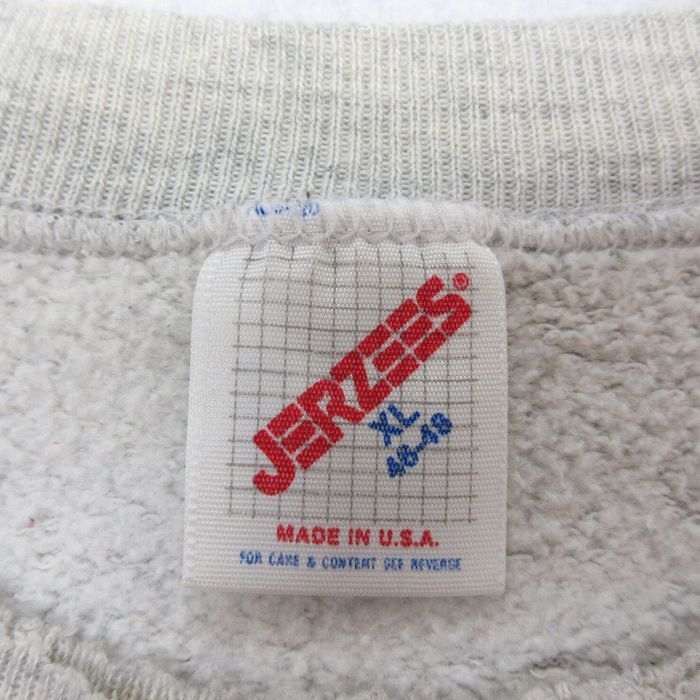 JERZEES®
XL
46-48
MADE IN U.S.A.
FOR CARE & CONTENT SEE REVERSE